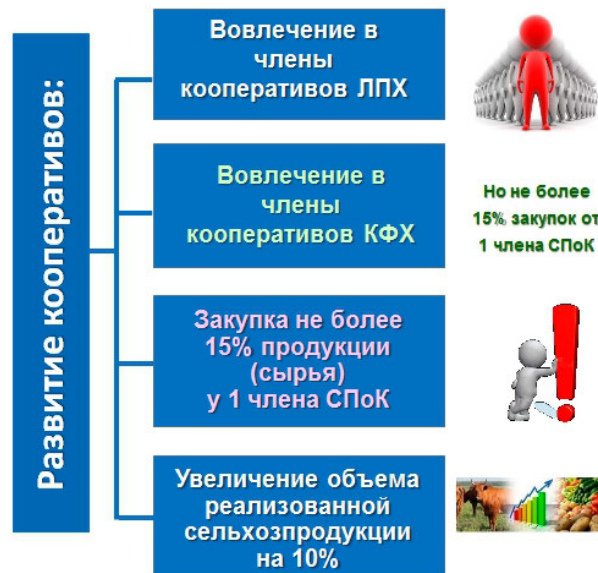 Развитие кооперативов:
Вовлечение в
члены
кооперативов ЛПХ
Вовлечение в
члены
кооперативов КФХ
Но не более
15% закупок от
1 члена СПоК
Закупка не более
15% продукции
(сырья)
у 1 члена СПоК
Увеличение объема
реализованной
сельхозпродукции
на 10%